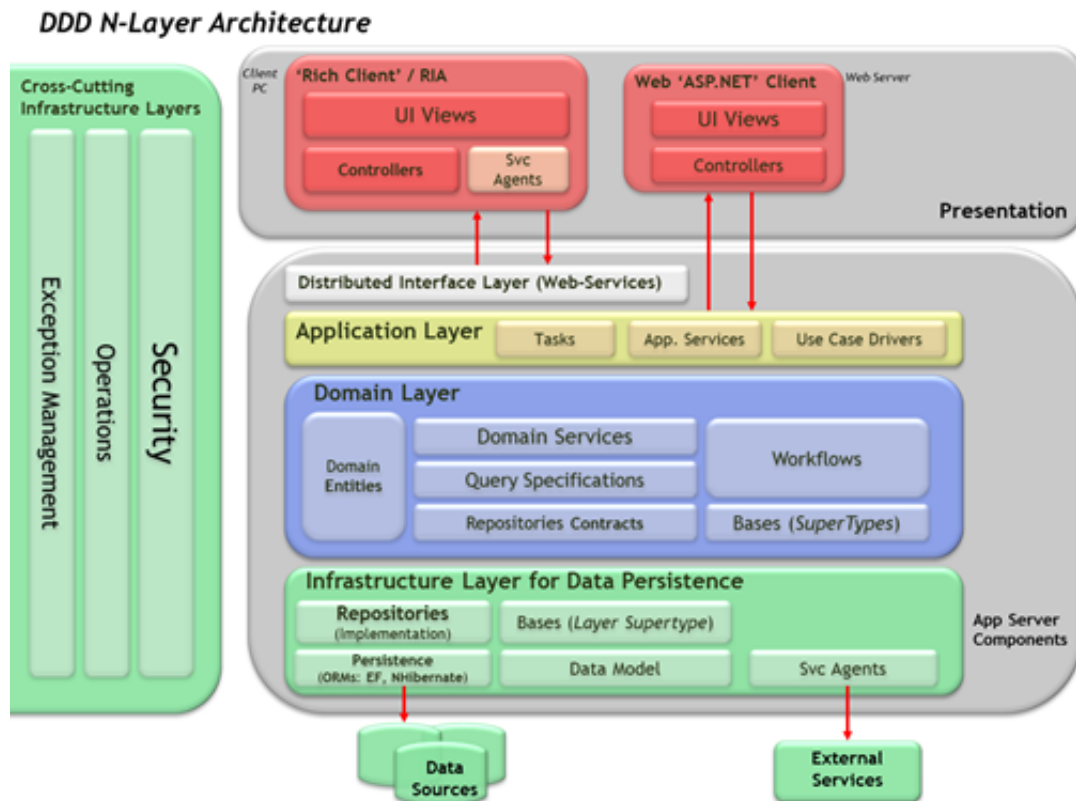 DDD N-Layer Architecture
Cross-Cutting
Infrastructure Layers
Exception Management
Operations
Security
Client
PC
'Rich Client' / RIA
UI Views
Controllers
Svc
Agents
Web 'ASP.NET' Client
Web Server
UI Views
Controllers
Presentation
Distributed Interface Layer (Web-Services)
Application Layer
Tasks
App. Services
Use Case Drivers
Domain Layer
Domain
Entities
Domain Services
Query Specifications
Repositories Contracts
Workflows
Bases (SuperTypes)
Infrastructure Layer for Data Persistence
Repositories
(Implementation)
Bases (Layer Supertype)
Persistence
(ORMs: EF, NHibernate)
Data Model
Svc Agents
App Server
Components
Data
Sources
External
Services